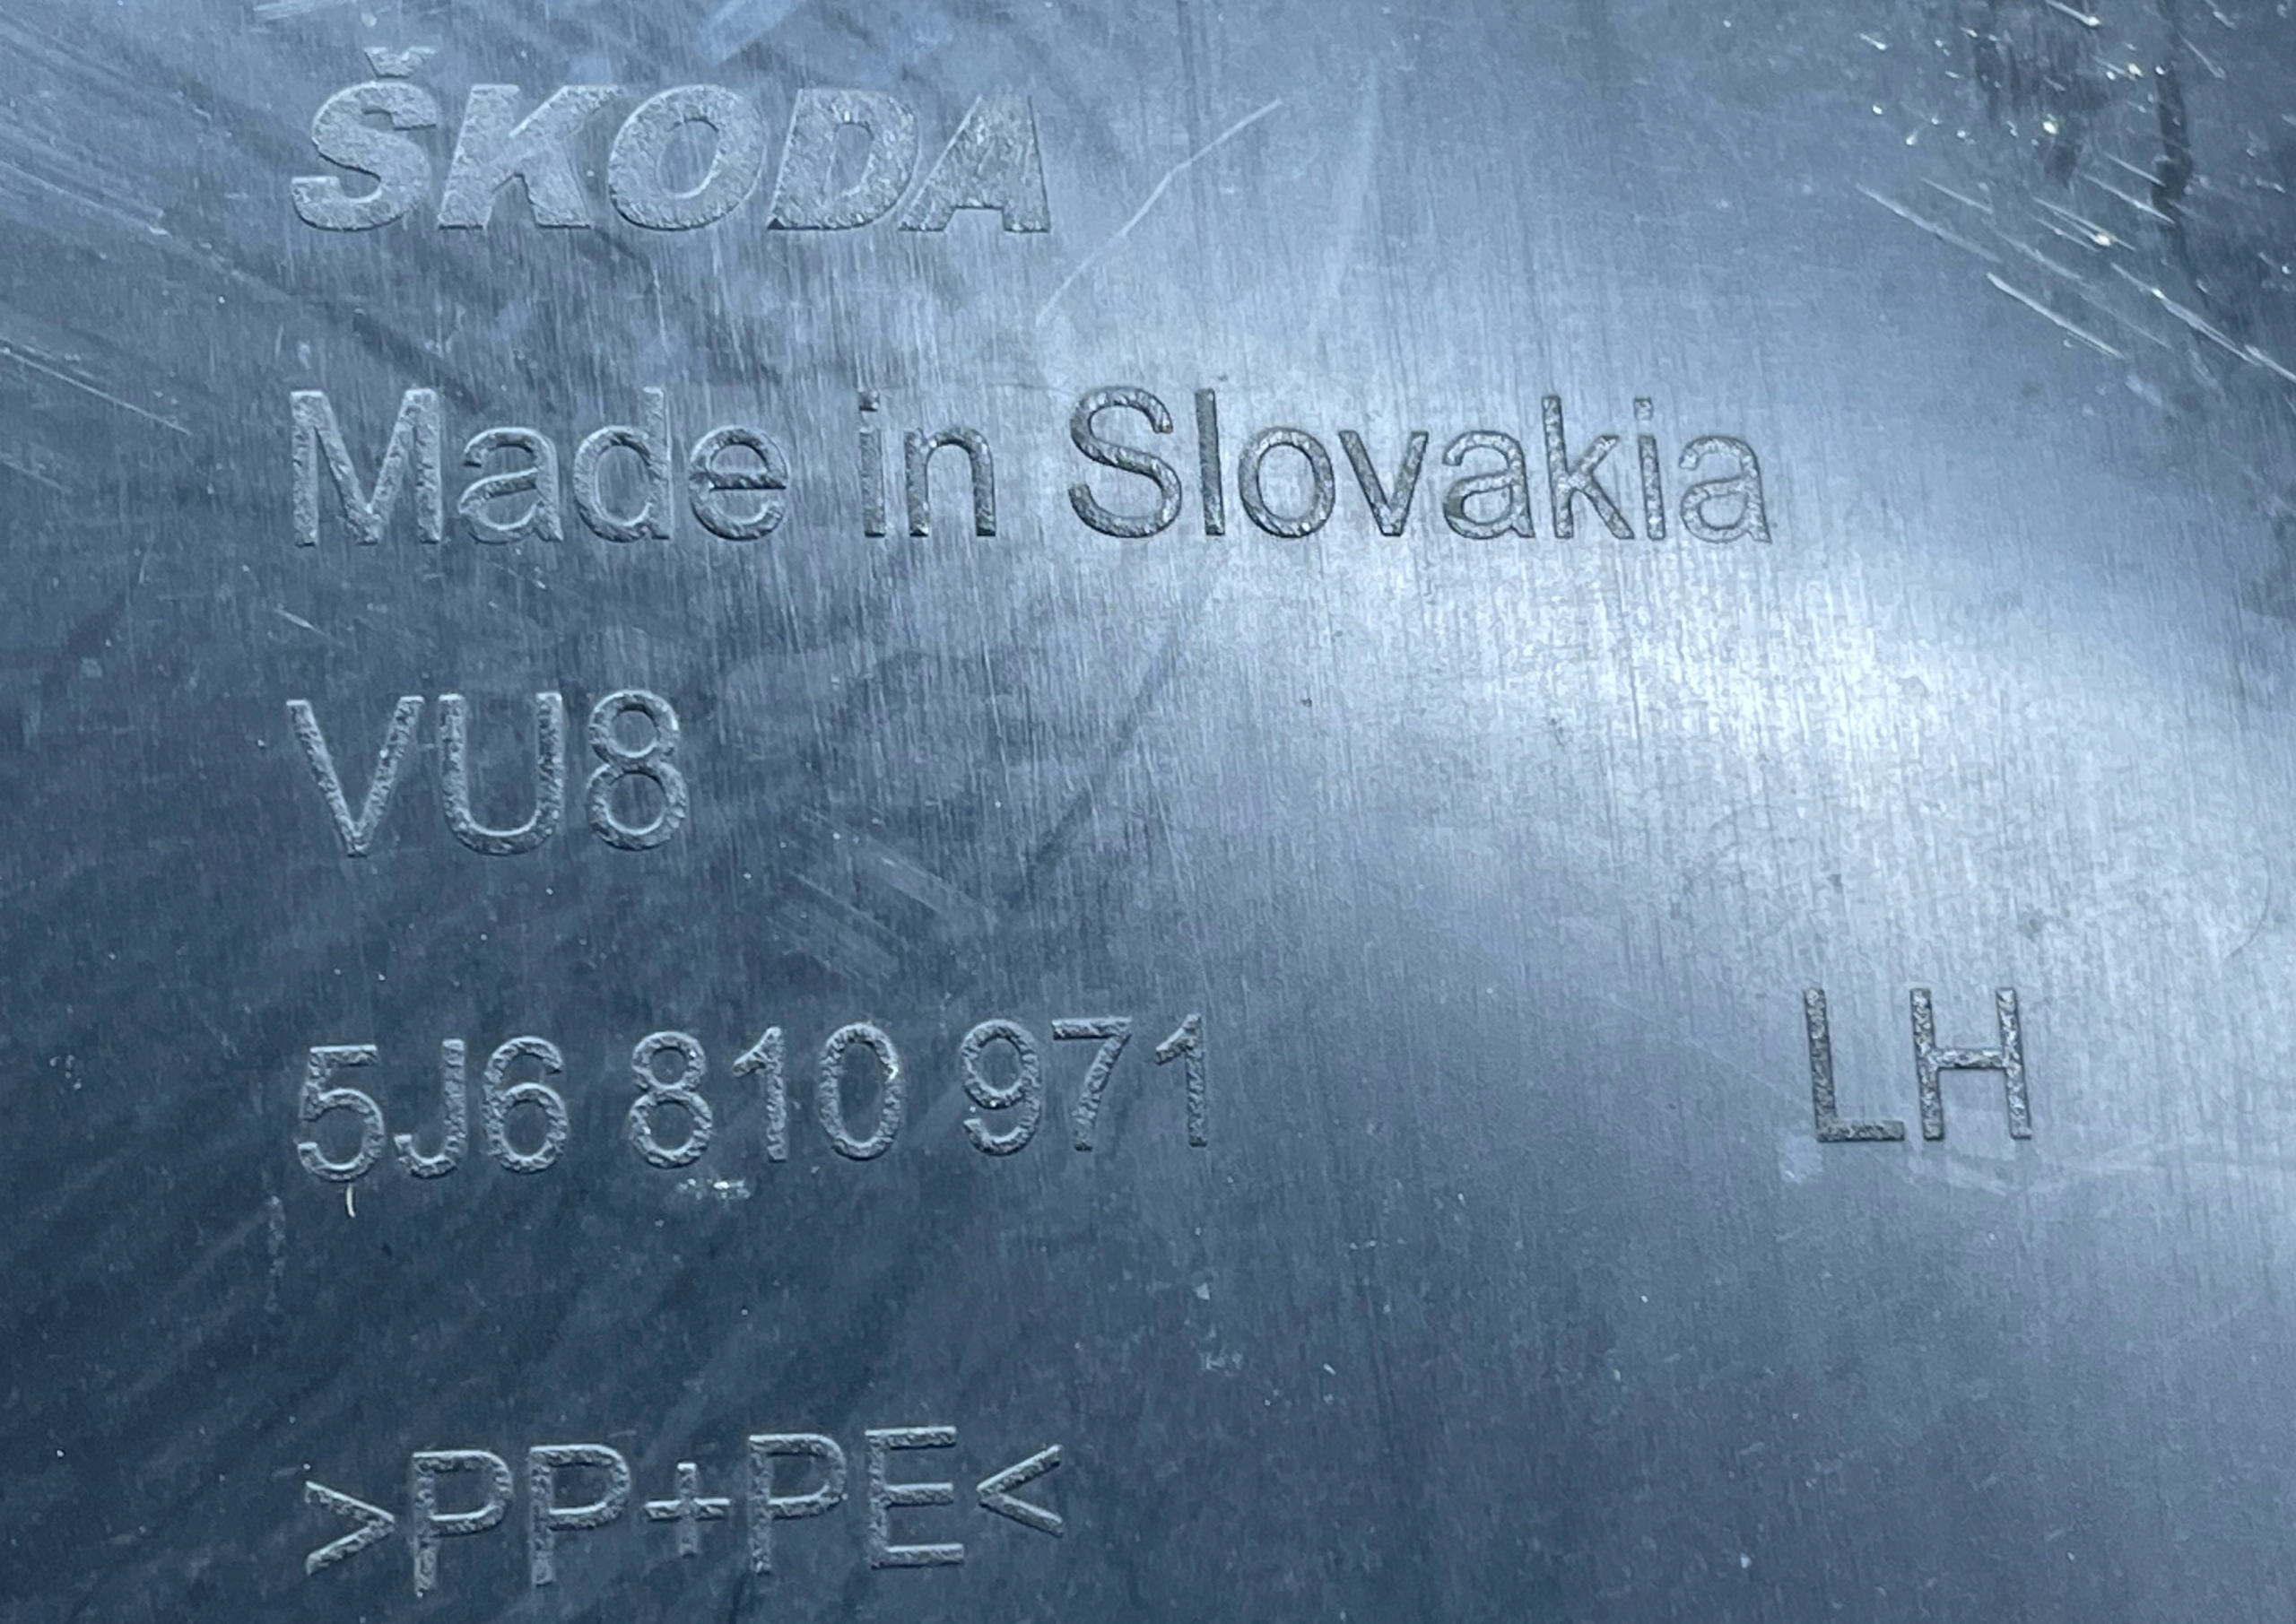 ŠKODA
Made in Slovakia
VU8
5J6 810 971 LH
>PP+PE<